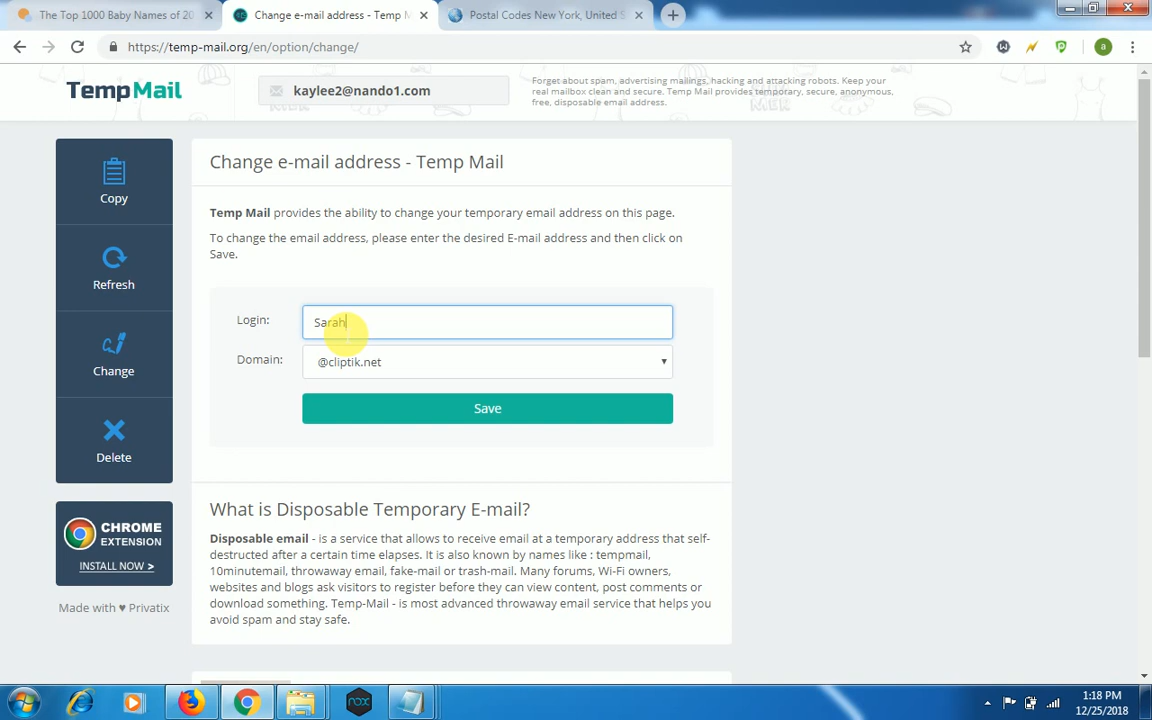 The Top 1000 Baby Names of 20
Change e-mail address - Temp M
Postal Codes New York, United S
https://temp-mail.org/en/option/change/
a
TempMail
kaylee2@nando1.com
Forget about spam, advertising mailings, hacking and attacking robots. Keep your
real mailbox clean and secure. Temp Mail provides temporary, secure, anonymous,
free, disposable email address.
Copy
Refresh
Change
Delete
CHROME
EXTENSION
INSTALL NOW >
Made with ♥ Privatix
Change e-mail address - Temp Mail
Temp Mail provides the ability to change your temporary email address on this page.
To change the email address, please enter the desired E-mail address and then click on
Save.
Login:
Sarah
Domain:
@cliptik.net
Save
What is Disposable Temporary E-mail?
Disposable email - is a service that allows to receive email at a temporary address that self-
destructed after a certain time elapses. It is also known by names like : tempmail,
10minutemail, throwaway email, fake-mail or trash-mail. Many forums, Wi-Fi owners,
websites and blogs ask visitors to register before they can view content, post comments or
download something. Temp-Mail - is most advanced throwaway email service that helps you
avoid spam and stay safe.
nox
1:18 PM
12/25/2018